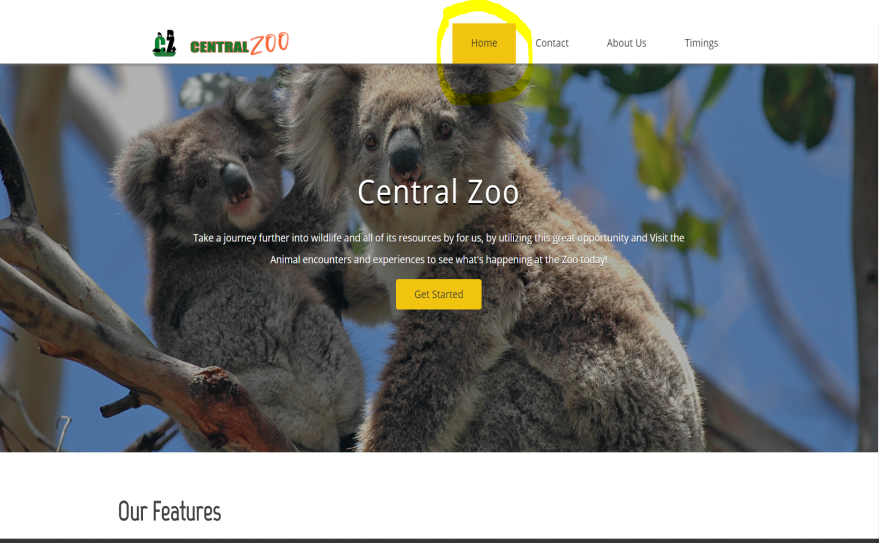 CZ CENTRAL ZOO
Home Contact About Us Timings
Central Zoo
Take a journey further into wildlife and all of its resources by for us, by utilizing this great opportunity and Visit the
Animal encounters and experiences to see what's happening at the Zoo today!
Get Started
Our Features